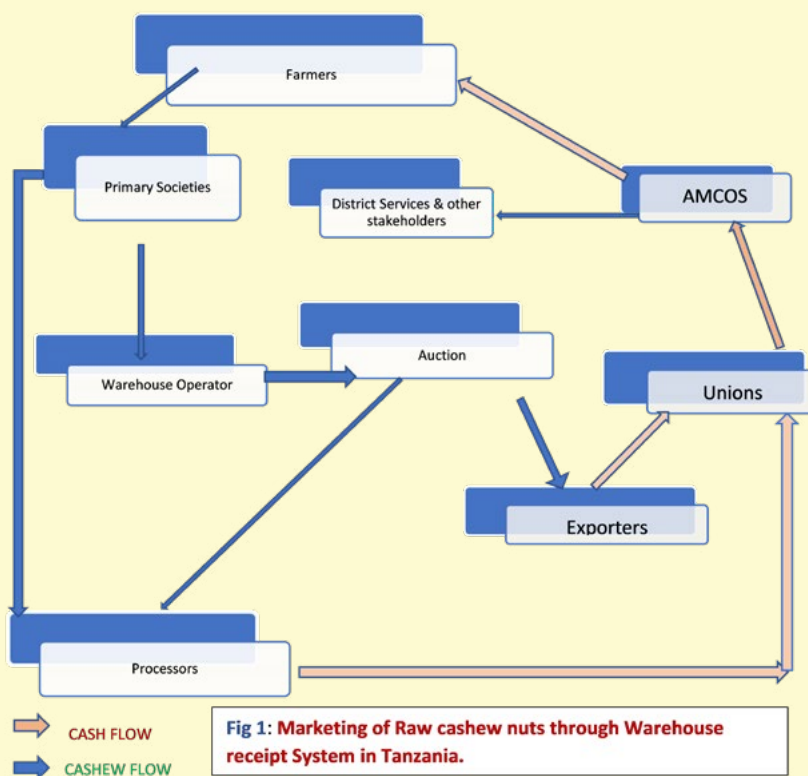 Farmers
Primary Societies
District Services & other
stakeholders
AMCOS
Warehouse Operator
Auction
Unions
Exporters
Processors
CASH FLOW
CASHEW FLOW
Fig 1: Marketing of Raw cashew nuts through Warehouse
receipt System in Tanzania.